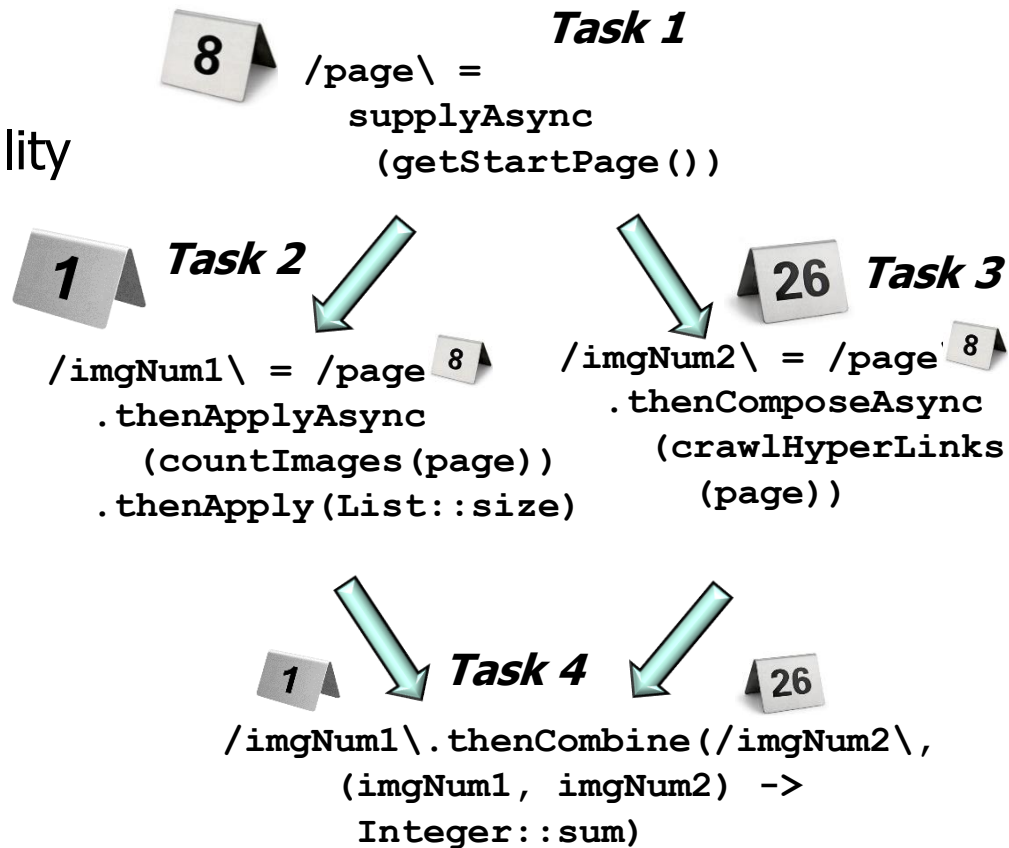 Task 1
8
/page\ =
supplyAsync
(getStartPage())
lity
1
Task 2
26
Task 3
/imgNum1\ = /page 8
.thenApplyAsync
(countImages(page))
.thenApply(List::size)
/imgNum2\ = /page 8
.thenComposeAsync
(crawlHyperLinks
(page))
1
Task 4
26
/imgNum1\.thenCombine(/imgNum2\,
(imgNum1, imgNum2) ->
Integer::sum)